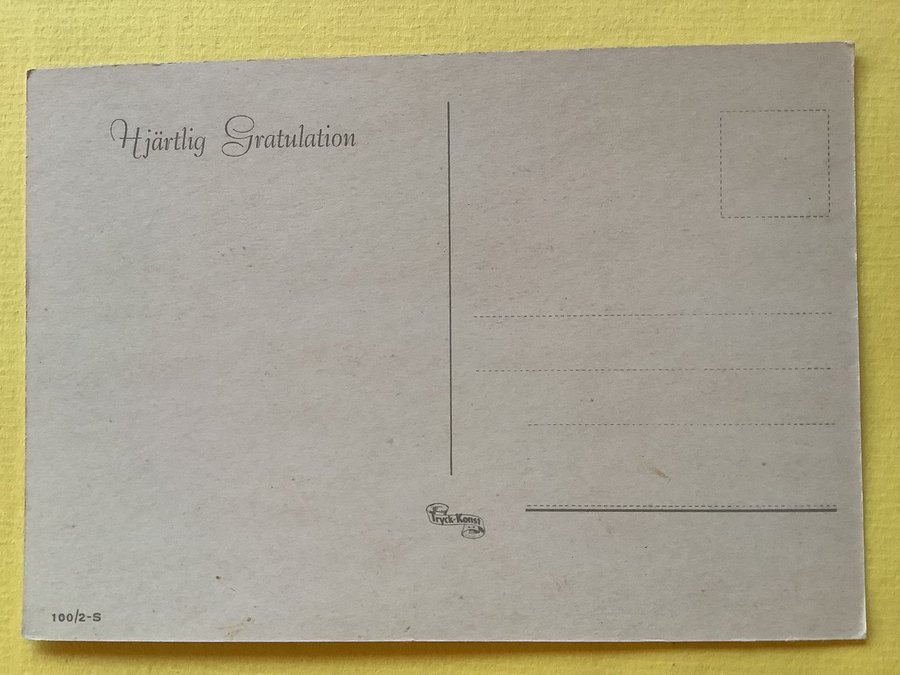 Hjärtlig Gratulation
Tryck-Konst
100/2-S